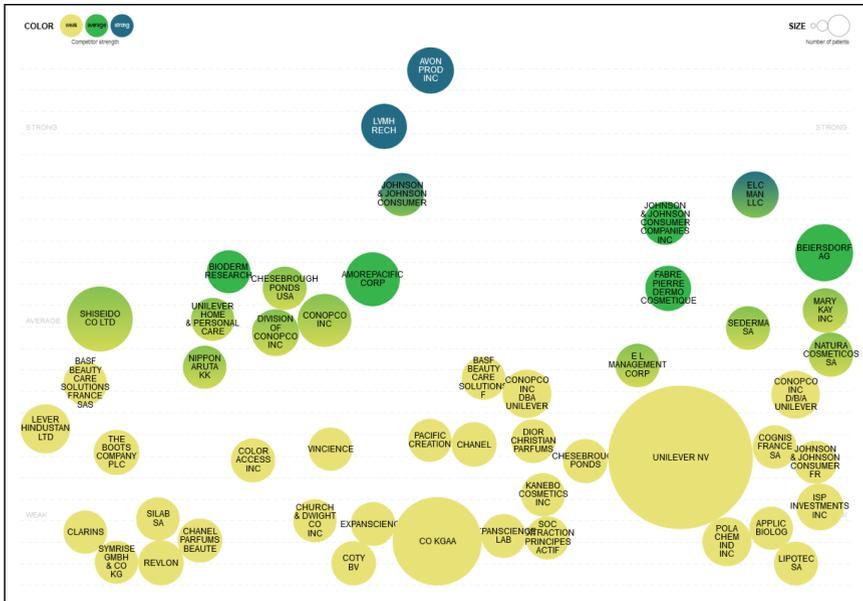 COLOR
weak
average
strong
Competitor strength
SIZE
Number of patents
AVON
PROD
INC
LVMH
RECH
STRONG
STRONG
JOHNSON
& JOHNSON
CONSUMER
ELC
MAN
LLC
JOHNSON
& JOHNSON
CONSUMER
COMPANIES
INC
BEIERSDORF
AG
BIODERM
RESEARCH
CHESEBROUGH
PONDS
USA
AMOREPACIFIC
CORP
FABRE
PIERRE
DERMO
COSMETIQUE
SHISEIDO
CO LTD
UNILEVER
HOME
& PERSONAL
CARE
DIVISION
OF
CONOPCO
INC
CONOPCO
INC
MARY
KAY
INC
AVERAGE
SEDERMA
SA
NATURA
COSMETICOS
SA
NIPPON
ARUTA
KK
E L
MANAGEMENT
CORP
BASF
BEAUTY
CARE
SOLUTIONS
FRANCE
SAS
BASF
BEAUTY
CARE
SOLUTIONS
F
CONOPCO
INC
DBA
UNILEVER
CONOPCO
INC
D/B/A
UNILEVER
LEVER
HINDUSTAN
LTD
THE
BOOTS
COMPANY
PLC
COLOR
ACCESS
INC
VINCIENCE
PACIFIC
CREATION
CHANEL
DIOR
CHRISTIAN
PARFUMS
CHESEBROU
PONDS
UNILEVER NV
COGNIS
FRANCE
SA
JOHNSON
& JOHNSON
CONSUMER
FR
KANEBO
COSMETICS
INC
ISP
INVESTMENTS
INC
WEAK
CLARINS
SILAB
SA
CHANEL
PARFUMS
BEAUTE
SYMRISE
GMBH
& CO
KG
REVLON
CHURCH
& DWIGHT
CO
INC
EXPANSCIENC
COTY
BV
CO KGAA
PANSCIENCE
LAB
SOC
TRACTION
PRINCIPES
ACTIF
POLA
CHEM
IND
INC
APPLIC
BIOLOG
LIPOTEC
SA